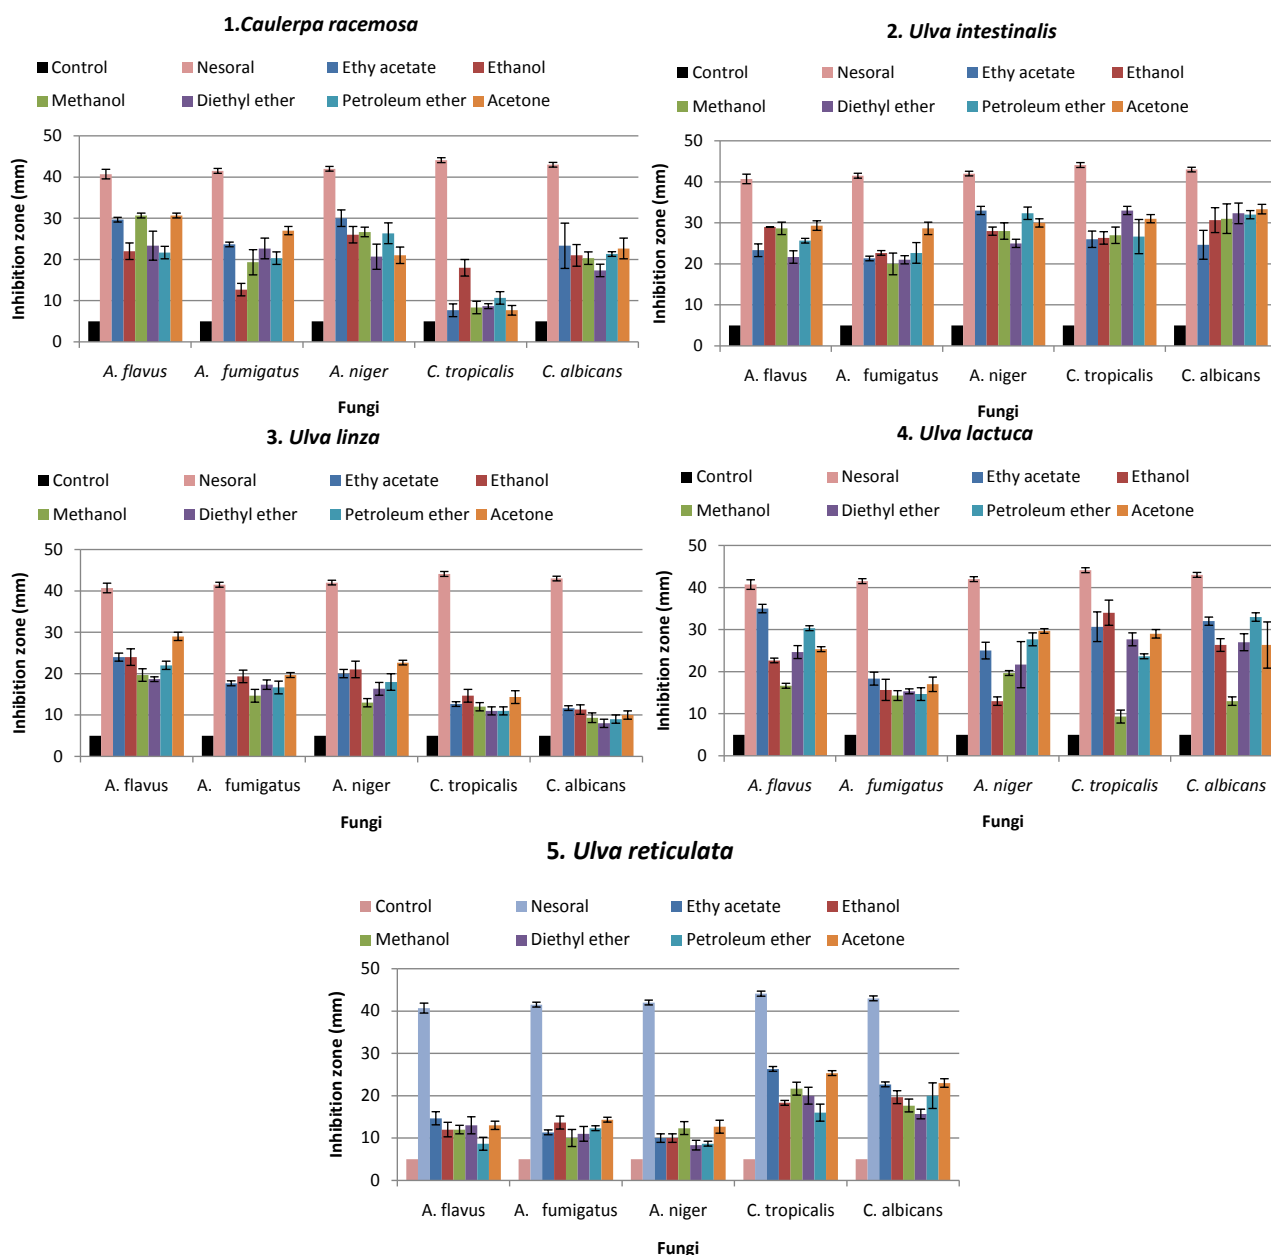 1.Caulerpa racemosa
Control Nesoral Ethy acetate Ethanol
Methanol Diethyl ether Petroleum ether Acetone
50
40
30
20
10
0
Inhibition zone (mm)
A. flavus A. fumigatus A. niger C. tropicalis C. albicans
Fungi
2. Ulva intestinalis
Control Nesoral Ethy acetate Ethanol
Methanol Diethyl ether Petroleum ether Acetone
50
40
30
20
10
0
Inhibition zone (mm)
A. flavus A. fumigatus A. niger C. tropicalis C. albicans
Fungi
3. Ulva linza
Control Nesoral Ethy acetate Ethanol
Methanol Diethyl ether Petroleum ether Acetone
50
40
30
20
10
0
Inhibition zone (mm)
A. flavus A. fumigatus A. niger C. tropicalis C. albicans
Fungi
4. Ulva lactuca
Control Nesoral Ethy acetate Ethanol
Methanol Diethyl ether Petroleum ether Acetone
50
40
30
20
10
0
Inhibition zone (mm)
A. flavus A. fumigatus A. niger C. tropicalis C. albicans
Fungi
5. Ulva reticulata
Control Nesoral Ethy acetate Ethanol
Methanol Diethyl ether Petroleum ether Acetone
50
40
30
20
10
0
Inhibition zone (mm)
A. flavus A. fumigatus A. niger C. tropicalis C. albicans
Fungi